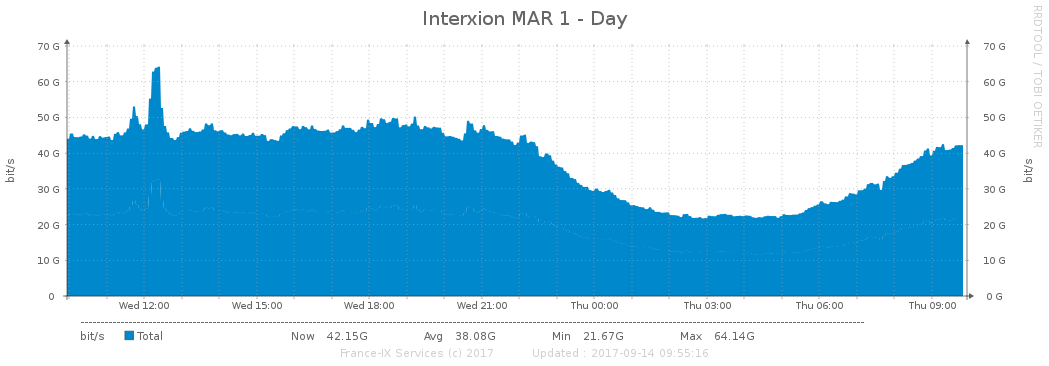 Interxion MAR 1 - Day
RRDTOOL / TOBI OETIKER
bit/s
70 G 70 G
60 G 60 G
50 G 50 G
40 G 40 G
30 G 30 G
20 G 20 G
10 G 10 G
0 0 G
bit/s
Wed 12:00 Wed 15:00 Wed 18:00 Wed 21:00 Thu 00:00 Thu 03:00 Thu 06:00 Thu 09:00
bit/s Total Now 42.15G Avg 38.08G Min 21.67G Max 64.14G
France-IX Services (c) 2017 Updated : 2017-09-14 09:55:16